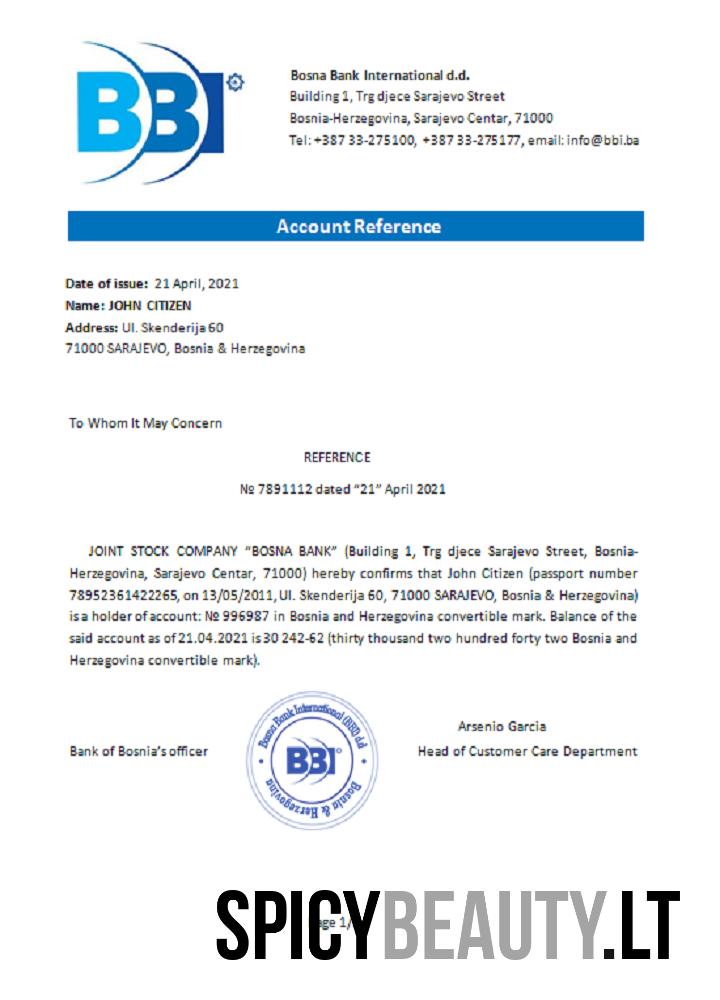 BBI
Bosna Bank International d.d.
Building 1, Trg djece Sarajevo Street
Bosnia-Herzegovina, Sarajevo Centar, 71000
Tel: +387 33-275100, +387 33-275177, email: info@bbi.ba
Account Reference
Date of issue: 21 April, 2021
Name: JOHN CITIZEN
Address: Ul. Skenderija 60
71000 SARAJEVO, Bosnia & Herzegovina
To Whom It May Concern
REFERENCE
№ 7891112 dated “21” April 2021
JOINT STOCK COMPANY “BOSNA BANK” (Building 1, Trg djece Sarajevo Street, Bosnia-
Herzegovina, Sarajevo Centar, 71000) hereby confirms that John Citizen (passport number
78952361422265, on 13/05/2011, Ul. Skenderija 60, 71000 SARAJEVO, Bosnia & Herzegovina)
is a holder of account: № 996987 in Bosnia and Herzegovina convertible mark. Balance of the
said account as of 21.04.2021 is 30 242-62 (thirty thousand two hundred forty two Bosnia and
Herzegovina convertible mark).
Bosna Bank International (BBI) d.d
BBI
Bosnia & Herzegovina
Arsenio Garcia
Bank of Bosnia’s officer
Head of Customer Care Department
SPICYBEAUTY.LT